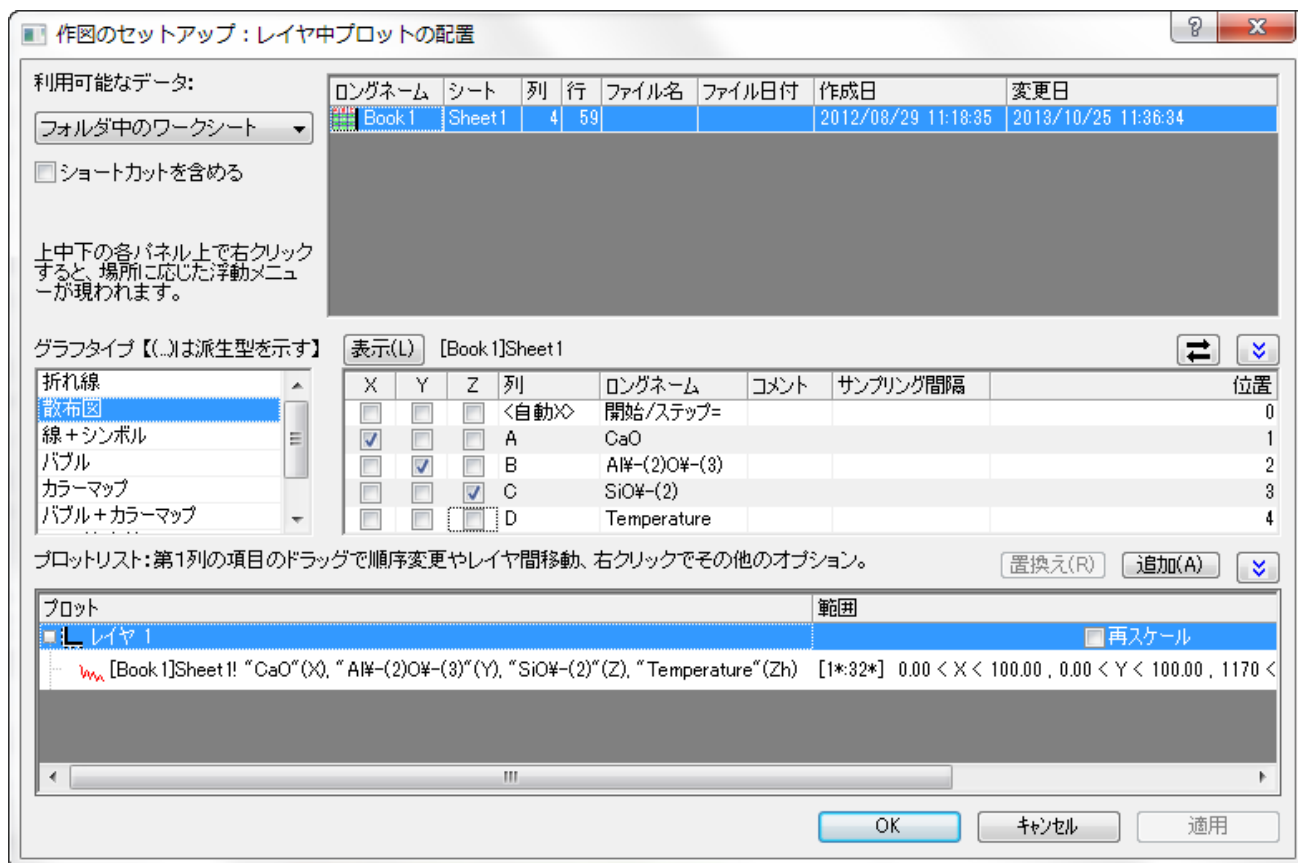 作図のセットアップ：レイヤ中プロットの配置
利用可能なデータ:
フォルダ中のワークシート
ショートカットを含める
上中下の各パネル上で右クリック
すると、場所に応じた浮動メニュ
ーが現われます。
ロングネーム シート 列 行 ファイル名 ファイル日付 作成日 変更日
Book1 Sheet1 4 59 2012/08/29 11:18:35 2013/10/25 11:36:34
グラフタイプ【(...)は派生型を示す】
折れ線
散布図
線+シンボル
バブル
カラーマップ
バブル+カラーマップ
表示(L) [Book1]Sheet1
X Y Z 列 ロングネーム コメント サンプリング間隔 位置
<自動X> 開始/ステップ= 0
A CaO 1
B Al¥-(2)O¥-(3) 2
C SiO¥-(2) 3
D Temperature 4
プロットリスト:第1列の項目のドラッグで順序変更やレイヤ間移動、右クリックでその他のオプション。
置換え(R) 追加(A)
プロット 範囲
レイヤ 1 再スケール
[Book1]Sheet1! "CaO"(X), "Al¥-(2)O¥-(3)"(Y), "SiO¥-(2)"(Z), "Temperature"(Zh) [1*:32*] 0.00 < X < 100.00 , 0.00 < Y < 100.00 , 1170 <
OK キャンセル 適用